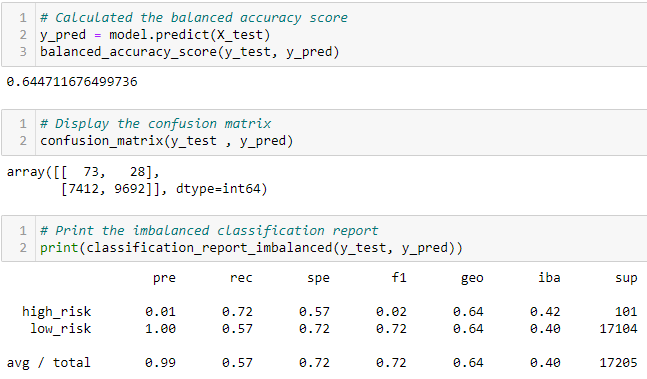 1 # Calculated the balanced accuracy score
2 y_pred = model.predict(X_test)
3 balanced_accuracy_score(y_test, y_pred)
0.644711676499736
1 # Display the confusion matrix
2 confusion_matrix(y_test , y_pred)
array([[  73,   28],
       [7412, 9692]], dtype=int64)
1 # Print the imbalanced classification report
2 print(classification_report_imbalanced(y_test, y_pred))
pre rec spe f1 geo iba sup
high_risk 0.01 0.72 0.57 0.02 0.64 0.42 101
low_risk 1.00 0.57 0.72 0.72 0.64 0.40 17104
avg / total 0.99 0.57 0.72 0.72 0.64 0.40 17205